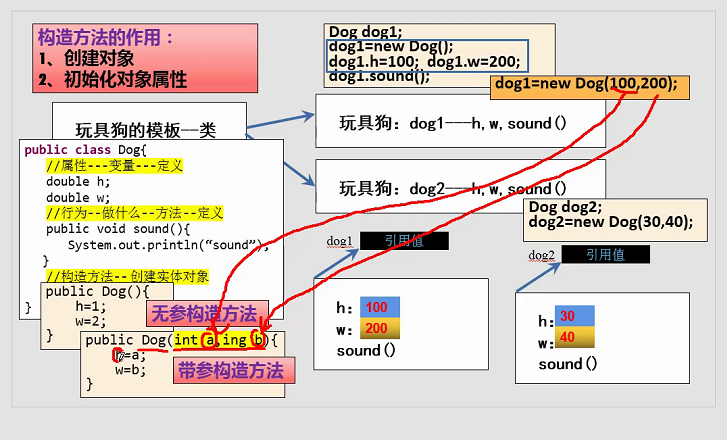 构造方法的作用：
1、创建对象
2、初始化对象属性
Dog dog1;
dog1=new Dog();
dog1.h=100;  dog1.w=200;
dog1.sound();
dog1=new Dog(100,200);
玩具狗的模板--类
玩具狗：dog1---h,w,sound()
玩具狗：dog2---h,w,sound()
public class Dog{
//属性---变量---定义
double h;
double w;
//行为--做什么--方法--定义
public void sound(){
System.out.println(“sound”);
}
//构造方法--创建实体对象
}
public Dog(){
h=1;
w=2;
}
无参构造方法
public Dog(int a,ing b){
h=a;
w=b;
}
带参构造方法
Dog dog2;
dog2=new Dog(30,40);
dog1
引用值
h：100
w：200
sound()
dog2
引用值
h：30
w：40
sound()